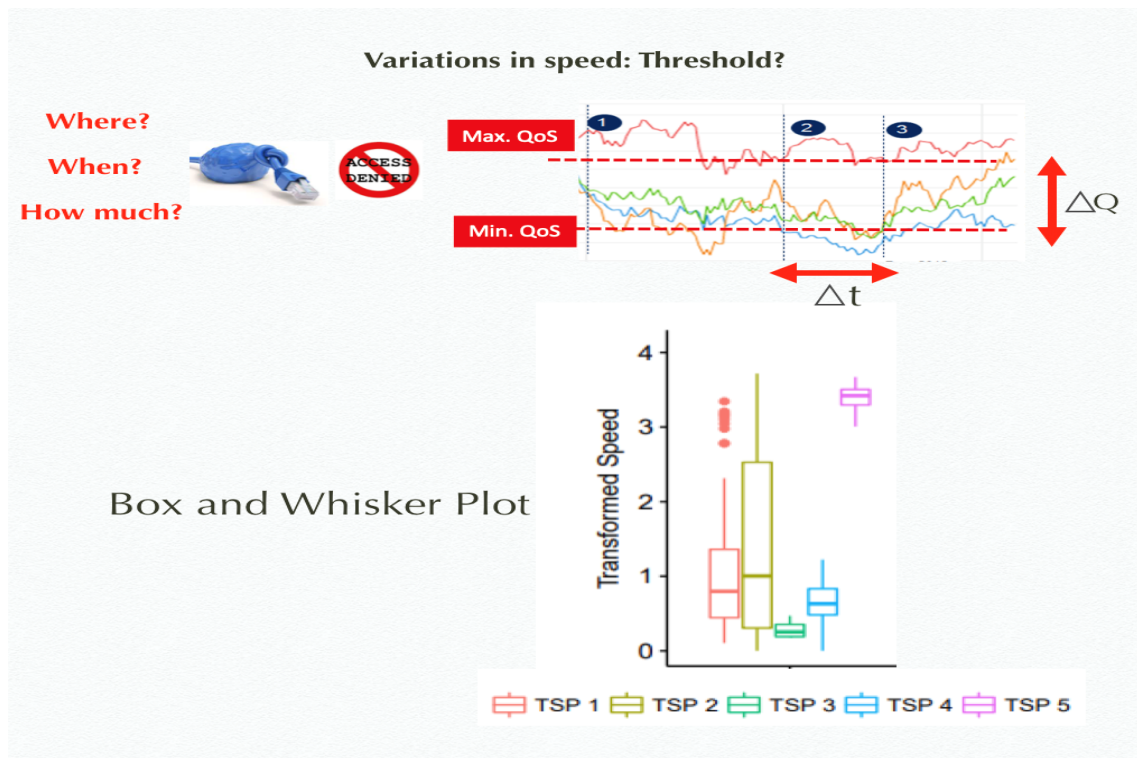 Variations in speed: Threshold?
Where?
When?
How much?
ACCESS
DENIED
Max. QoS
Min. QoS
1
2
3
△Q
△t
Box and Whisker Plot
Transformed Speed
4
3
2
1
0
TSP 1 TSP 2 TSP 3 TSP 4 TSP 5